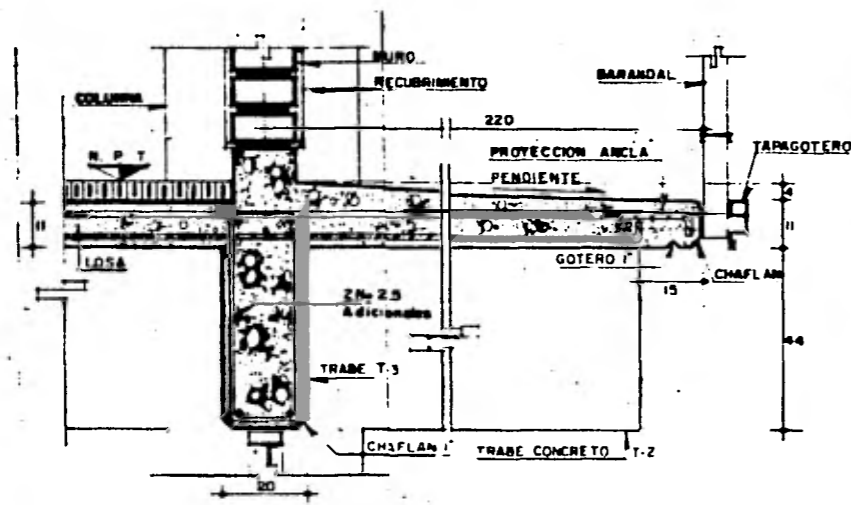 MURO
RECUBRIMIENTO
BARANDAL
COLUMNA
220
TAPAGOTERO
N. P. T
PROYECCION ANCLA
PENDIENTE
4
11
11
LOSA
GOTERO 1"
CHAFLAN
15
2 No 2.5
Adicionales
44
TRABE T-3
CHAFLAN 1"
TRABE CONCRETO T-2
20